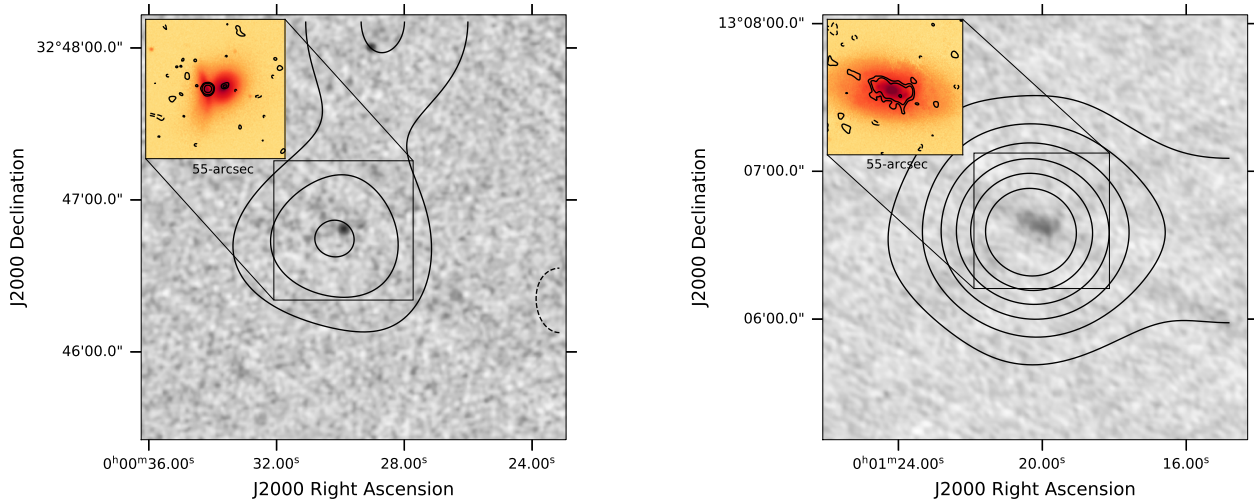 32°48'00.0"
47'00.0"
46'00.0"
J2000 Declination
55-arcsec
0ʰ00ᵐ36.00ˢ
32.00ˢ
28.00ˢ
24.00ˢ
J2000 Right Ascension
13°08'00.0"
07'00.0"
06'00.0"
J2000 Declination
55-arcsec
0ʰ01ᵐ24.00ˢ
20.00ˢ
16.00ˢ
J2000 Right Ascension